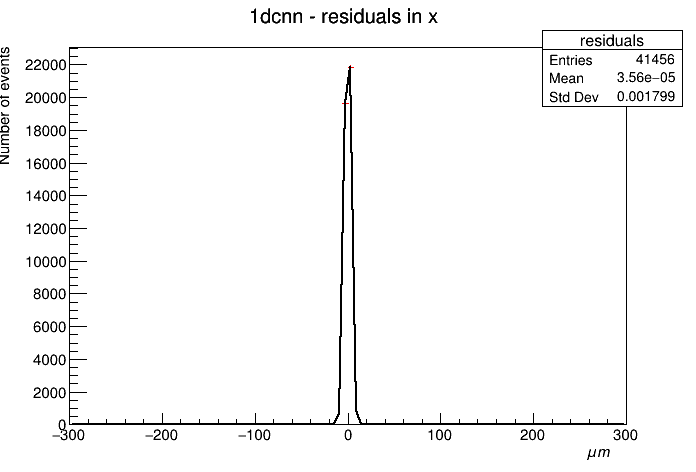 1dcnn - residuals in x
residuals
Entries 41456
Mean 3.56e−05
Std Dev 0.001799
Number of events
22000
20000
18000
16000
14000
12000
10000
8000
6000
4000
2000
0
−300 −200 −100 0 100 200 300
μm